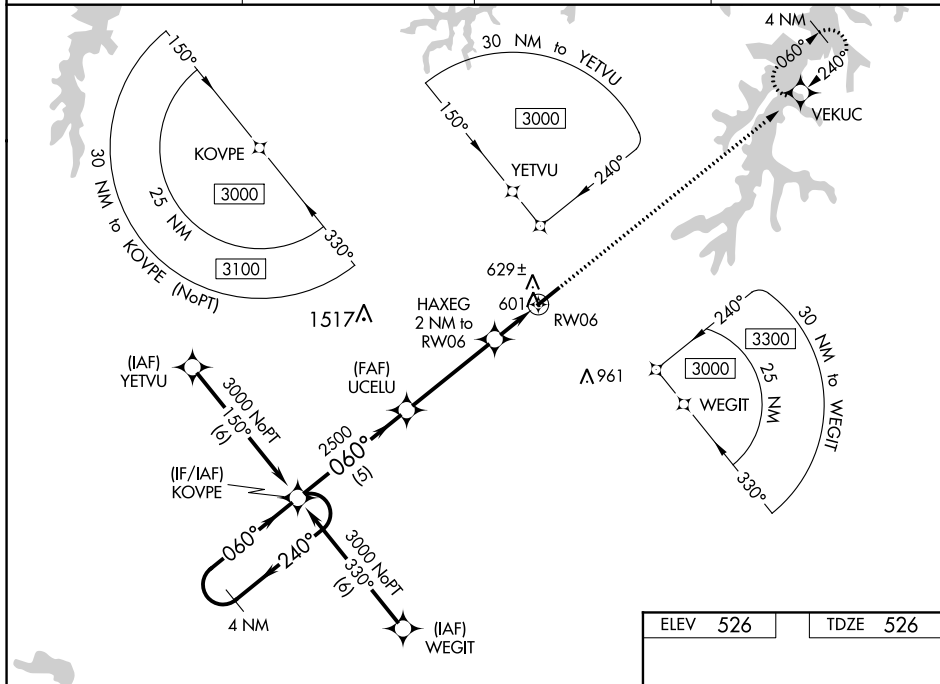 150°
KOVPE
3000
25 NM
3100
330°
30 NM to KOVPE (NoPT)
30 NM to YETVU
3000
150°
YETVU
240°
4 NM
060°
240°
VEKUC
629±
601
RW06
HAXEG
2 NM to
RW06
1517
961
240°
3300
3000
25 NM
WEGIT
30 NM to WEGIT
330°
(IAF)
YETVU
3000 NoPT
150°
(6)
(FAF)
UCELU
2500
060°
(5)
(IF/IAF)
KOVPE
060°
240°
4 NM
3000 NoPT
330°
(6)
(IAF)
WEGIT
ELEV 526
TDZE 526